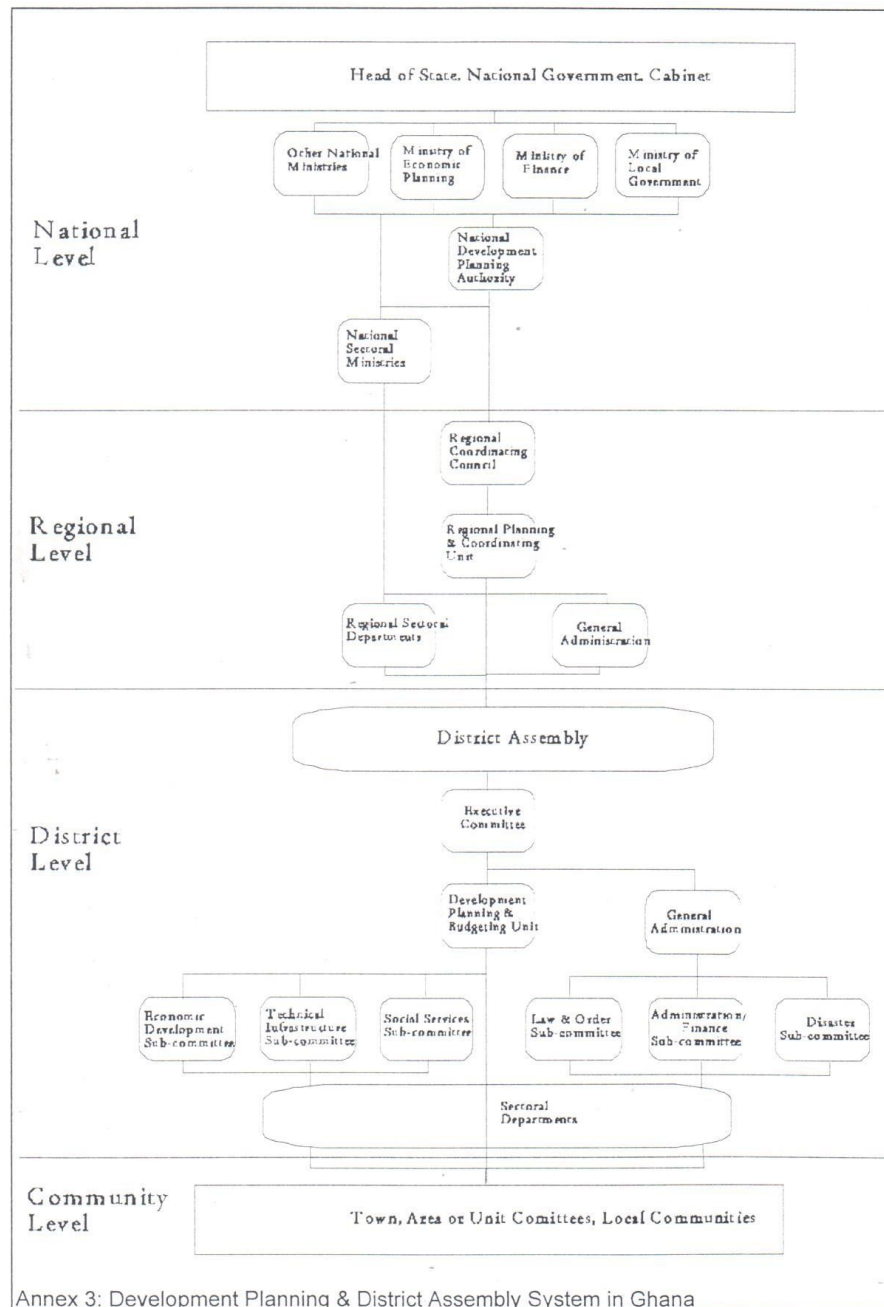 Head of State, National Government, Cabinet
Other National
Ministries
Ministry of
Economic
Planning
Ministry of
Finance
Ministry of
Local
Government
National
Level
National
Development
Planning
Authority
National
Sectoral
Ministries
Regional
Coordinating
Council
Regional
Level
Regional Planning
& Coordinating
Unit
Regional Sectoral
Departments
General
Administration
District Assembly
Executive
Committee
District
Level
Development
Planning &
Budgeting Unit
General
Administration
Economic
Development
Sub-committee
Technical
Infrastructure
Sub-committee
Social Services
Sub-committee
Law & Order
Sub-committee
Administration/
Finance
Sub-committee
Disaster
Sub-committee
Sectoral
Departments
Community
Level
Town, Area or Unit Comittees, Local Communities
Annex 3: Development Planning & District Assembly System in Ghana